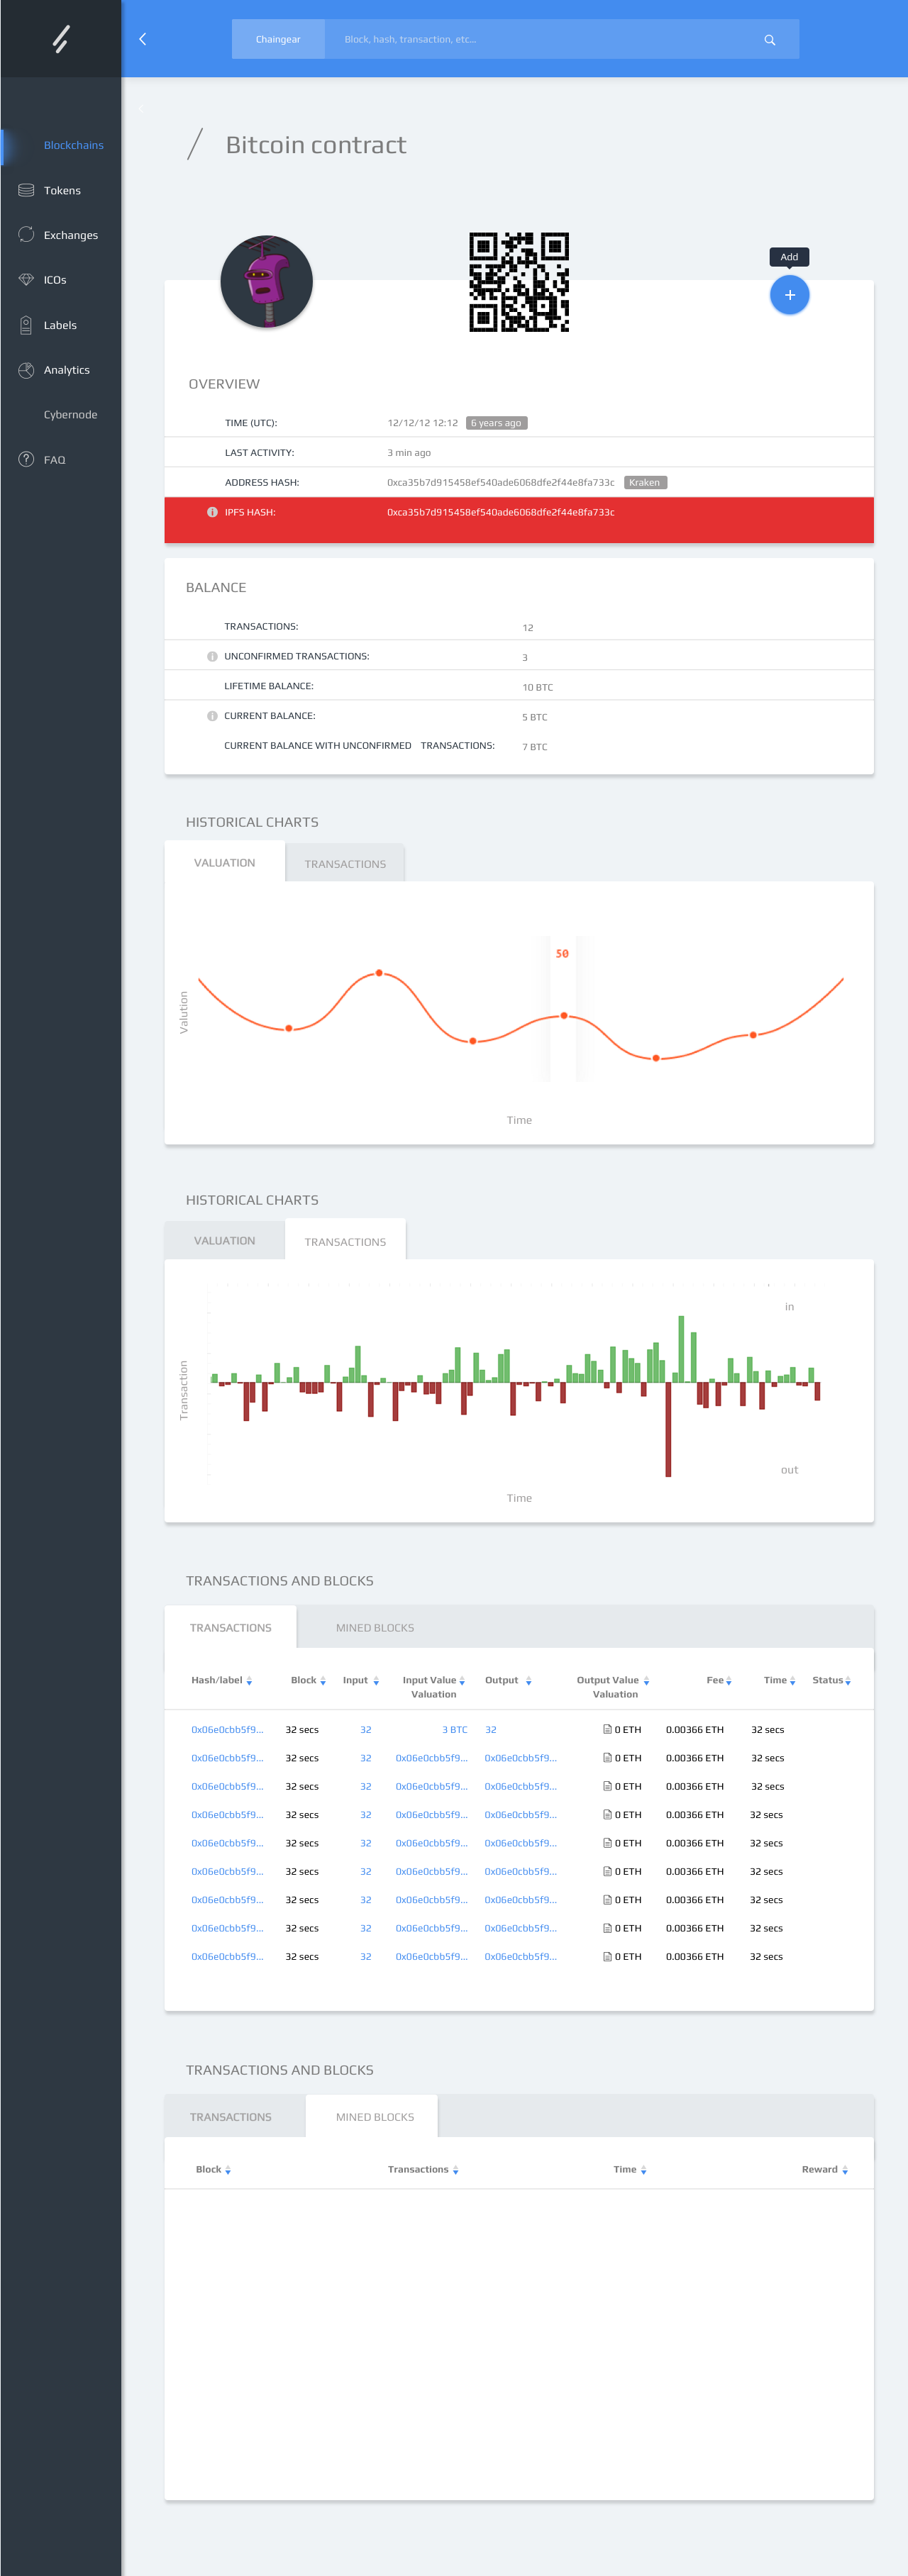 Chaingear
Block, hash, transaction, etc...
Blockchains
Tokens
Exchanges
ICOs
Labels
Analytics
Cybernode
FAQ
Bitcoin contract
Add
OVERVIEW
TIME (UTC): 12/12/12 12:12 6 years ago
LAST ACTIVITY: 3 min ago
ADDRESS HASH: 0xca35b7d915458ef540ade6068dfe2f44e8fa733c Kraken
IPFS HASH: 0xca35b7d915458ef540ade6068dfe2f44e8fa733c
BALANCE
TRANSACTIONS: 12
UNCONFIRMED TRANSACTIONS: 3
LIFETIME BALANCE: 10 BTC
CURRENT BALANCE: 5 BTC
CURRENT BALANCE WITH UNCONFIRMED TRANSACTIONS: 7 BTC
HISTORICAL CHARTS
VALUATION TRANSACTIONS
50
Valution
Time
HISTORICAL CHARTS
VALUATION TRANSACTIONS
in
Transaction
out
Time
TRANSACTIONS AND BLOCKS
TRANSACTIONS MINED BLOCKS
Hash/label Block Input Input Value Output Output Value Fee Time Status
Valuation Valuation
0x06e0cbb5f9... 32 secs 32 3 BTC 32 0 ETH 0.00366 ETH 32 secs
0x06e0cbb5f9... 32 secs 32 0x06e0cbb5f9... 0x06e0cbb5f9... 0 ETH 0.00366 ETH 32 secs
0x06e0cbb5f9... 32 secs 32 0x06e0cbb5f9... 0x06e0cbb5f9... 0 ETH 0.00366 ETH 32 secs
0x06e0cbb5f9... 32 secs 32 0x06e0cbb5f9... 0x06e0cbb5f9... 0 ETH 0.00366 ETH 32 secs
0x06e0cbb5f9... 32 secs 32 0x06e0cbb5f9... 0x06e0cbb5f9... 0 ETH 0.00366 ETH 32 secs
0x06e0cbb5f9... 32 secs 32 0x06e0cbb5f9... 0x06e0cbb5f9... 0 ETH 0.00366 ETH 32 secs
0x06e0cbb5f9... 32 secs 32 0x06e0cbb5f9... 0x06e0cbb5f9... 0 ETH 0.00366 ETH 32 secs
0x06e0cbb5f9... 32 secs 32 0x06e0cbb5f9... 0x06e0cbb5f9... 0 ETH 0.00366 ETH 32 secs
0x06e0cbb5f9... 32 secs 32 0x06e0cbb5f9... 0x06e0cbb5f9... 0 ETH 0.00366 ETH 32 secs
TRANSACTIONS AND BLOCKS
TRANSACTIONS MINED BLOCKS
Block Transactions Time Reward